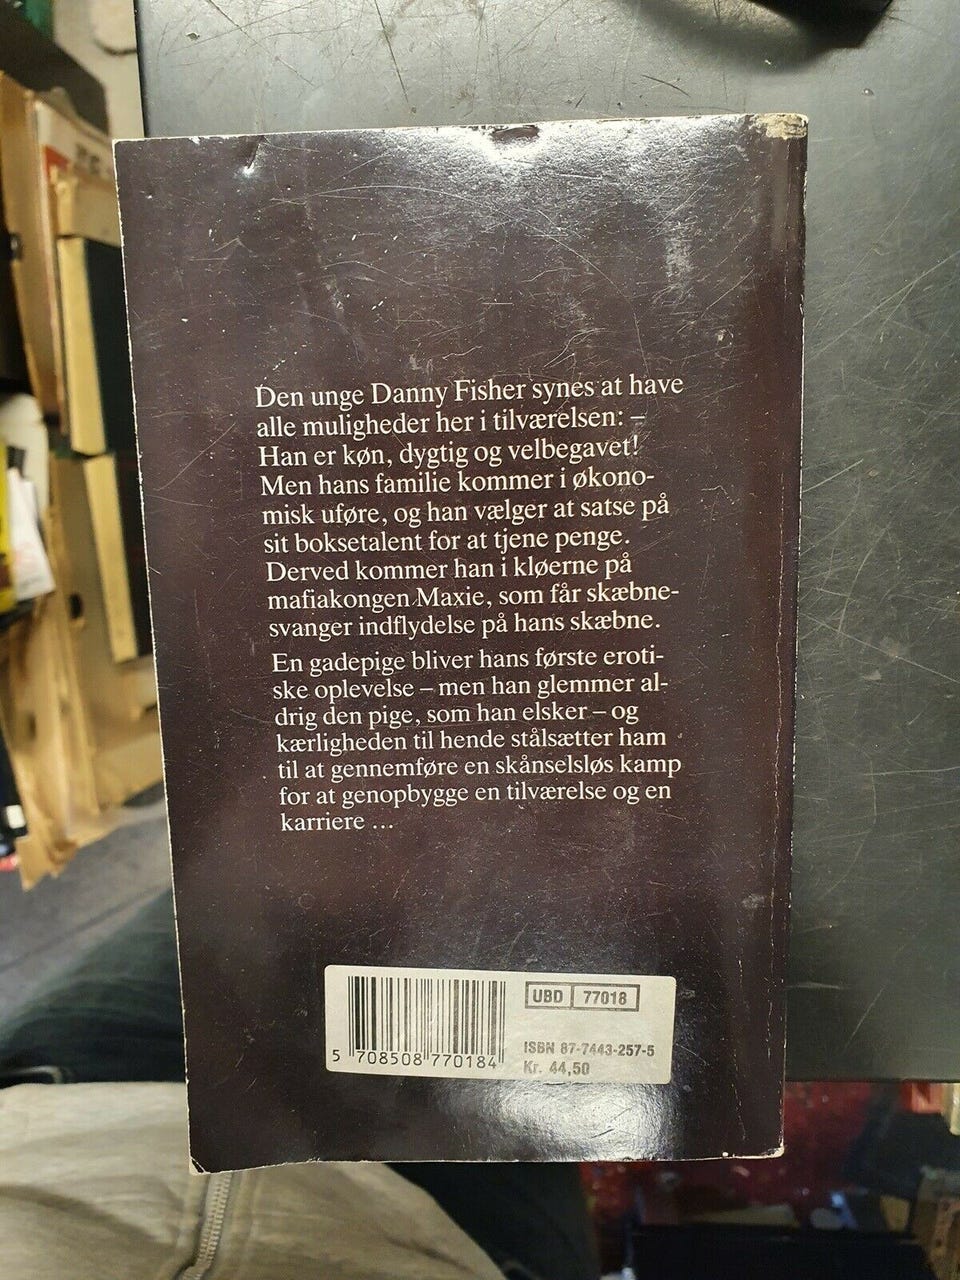 Den unge Danny Fisher synes at have
alle muligheder her i tilværelsen: –
Han er køn, dygtig og velbegavet!
Men hans familie kommer i økono-
misk uføre, og han vælger at satse på
sit boksetalent for at tjene penge.
Derved kommer han i kløerne på
mafiakongen Maxie, som får skæbne-
svanger indflydelse på hans skæbne.
En gadepige bliver hans første eroti-
ske oplevelse – men han glemmer al-
drig den pige, som han elsker – og
kærligheden til hende stålsætter ham
til at gennemføre en skånselsløs kamp
for at genopbygge en tilværelse og en
karriere ...
UBD 77018
ISBN 87-7443-257-5
Kr. 44,50
5 708508 770184